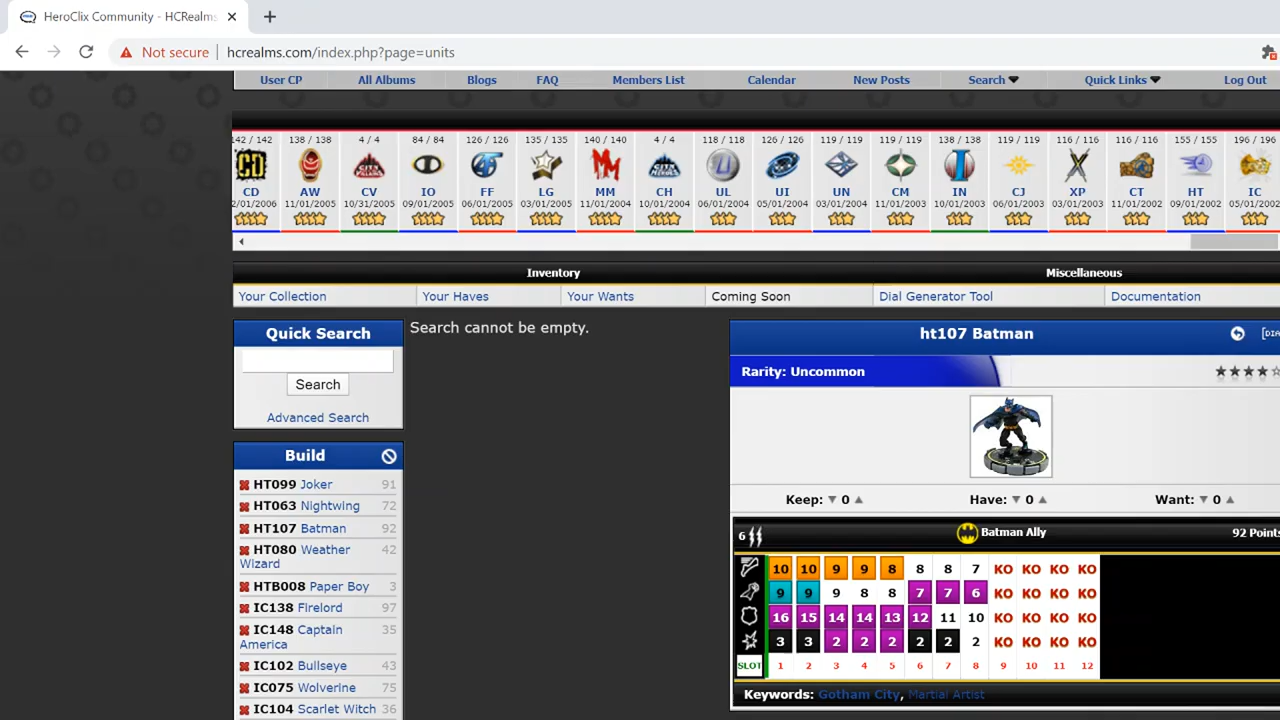 HeroClix Community - HCRealms
Not secure hcrealms.com/index.php?page=units
User CP All Albums Blogs FAQ Members List Calendar New Posts Search Quick Links Log Out
142 / 142 138 / 138 4 / 4 84 / 84 126 / 126 135 / 135 140 / 140 4 / 4 118 / 118 126 / 126 119 / 119 119 / 119 138 / 138 119 / 119 116 / 116 116 / 116 155 / 155 196 / 196
CD AW CV IO FF LG MM CH UL UI UN CM IN CJ XP CT HT IC
2/01/2006 11/01/2005 10/31/2005 09/01/2005 06/01/2005 03/01/2005 11/01/2004 10/01/2004 06/01/2004 05/01/2004 03/01/2004 11/01/2003 10/01/2003 06/01/2003 03/01/2003 11/01/2002 09/01/2002 05/01/2002
Inventory Miscellaneous
Your Collection Your Haves Your Wants Coming Soon Dial Generator Tool Documentation
Quick Search
Search
Advanced Search
Search cannot be empty.
Build
HT099 Joker 91
HT063 Nightwing 72
HT107 Batman 92
HT080 Weather Wizard 42
HTB008 Paper Boy 3
IC138 Firelord 97
IC148 Captain America 35
IC102 Bullseye 43
IC075 Wolverine 75
IC104 Scarlet Witch 36
ht107 Batman [DIA
Rarity: Uncommon
Keep: 0 Have: 0 Want: 0
6 Batman Ally 92 Points
10 10 9 9 8 8 8 7 KO KO KO KO
9 9 9 8 8 7 7 6 KO KO KO KO
16 15 14 14 13 12 11 10 KO KO KO KO
3 3 2 2 2 2 2 2 KO KO KO KO
SLOT 1 2 3 4 5 6 7 8 9 10 11 12
Keywords: Gotham City, Martial Artist